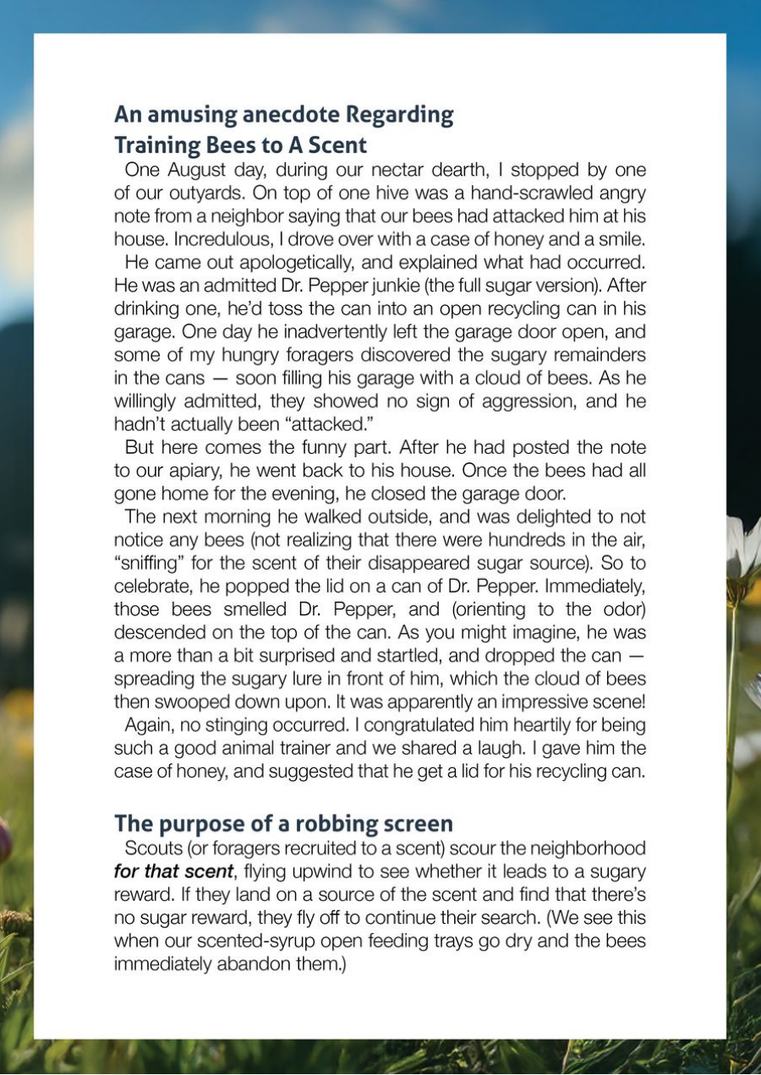 An amusing anecdote Regarding
Training Bees to A Scent
One August day, during our nectar dearth, I stopped by one
of our outyards. On top of one hive was a hand-scrawled angry
note from a neighbor saying that our bees had attacked him at his
house. Incredulous, I drove over with a case of honey and a smile.
He came out apologetically, and explained what had occurred.
He was an admitted Dr. Pepper junkie (the full sugar version). After
drinking one, he’d toss the can into an open recycling can in his
garage. One day he inadvertently left the garage door open, and
some of my hungry foragers discovered the sugary remainders
in the cans — soon filling his garage with a cloud of bees. As he
willingly admitted, they showed no sign of aggression, and he
hadn’t actually been “attacked.”
But here comes the funny part. After he had posted the note
to our apiary, he went back to his house. Once the bees had all
gone home for the evening, he closed the garage door.
The next morning he walked outside, and was delighted to not
notice any bees (not realizing that there were hundreds in the air,
“sniffing” for the scent of their disappeared sugar source). So to
celebrate, he popped the lid on a can of Dr. Pepper. Immediately,
those bees smelled Dr. Pepper, and (orienting to the odor)
descended on the top of the can. As you might imagine, he was
a more than a bit surprised and startled, and dropped the can —
spreading the sugary lure in front of him, which the cloud of bees
then swooped down upon. It was apparently an impressive scene!
Again, no stinging occurred. I congratulated him heartily for being
such a good animal trainer and we shared a laugh. I gave him the
case of honey, and suggested that he get a lid for his recycling can.
The purpose of a robbing screen
Scouts (or foragers recruited to a scent) scour the neighborhood
for that scent, flying upwind to see whether it leads to a sugary
reward. If they land on a source of the scent and find that there’s
no sugar reward, they fly off to continue their search. (We see this
when our scented-syrup open feeding trays go dry and the bees
immediately abandon them.)